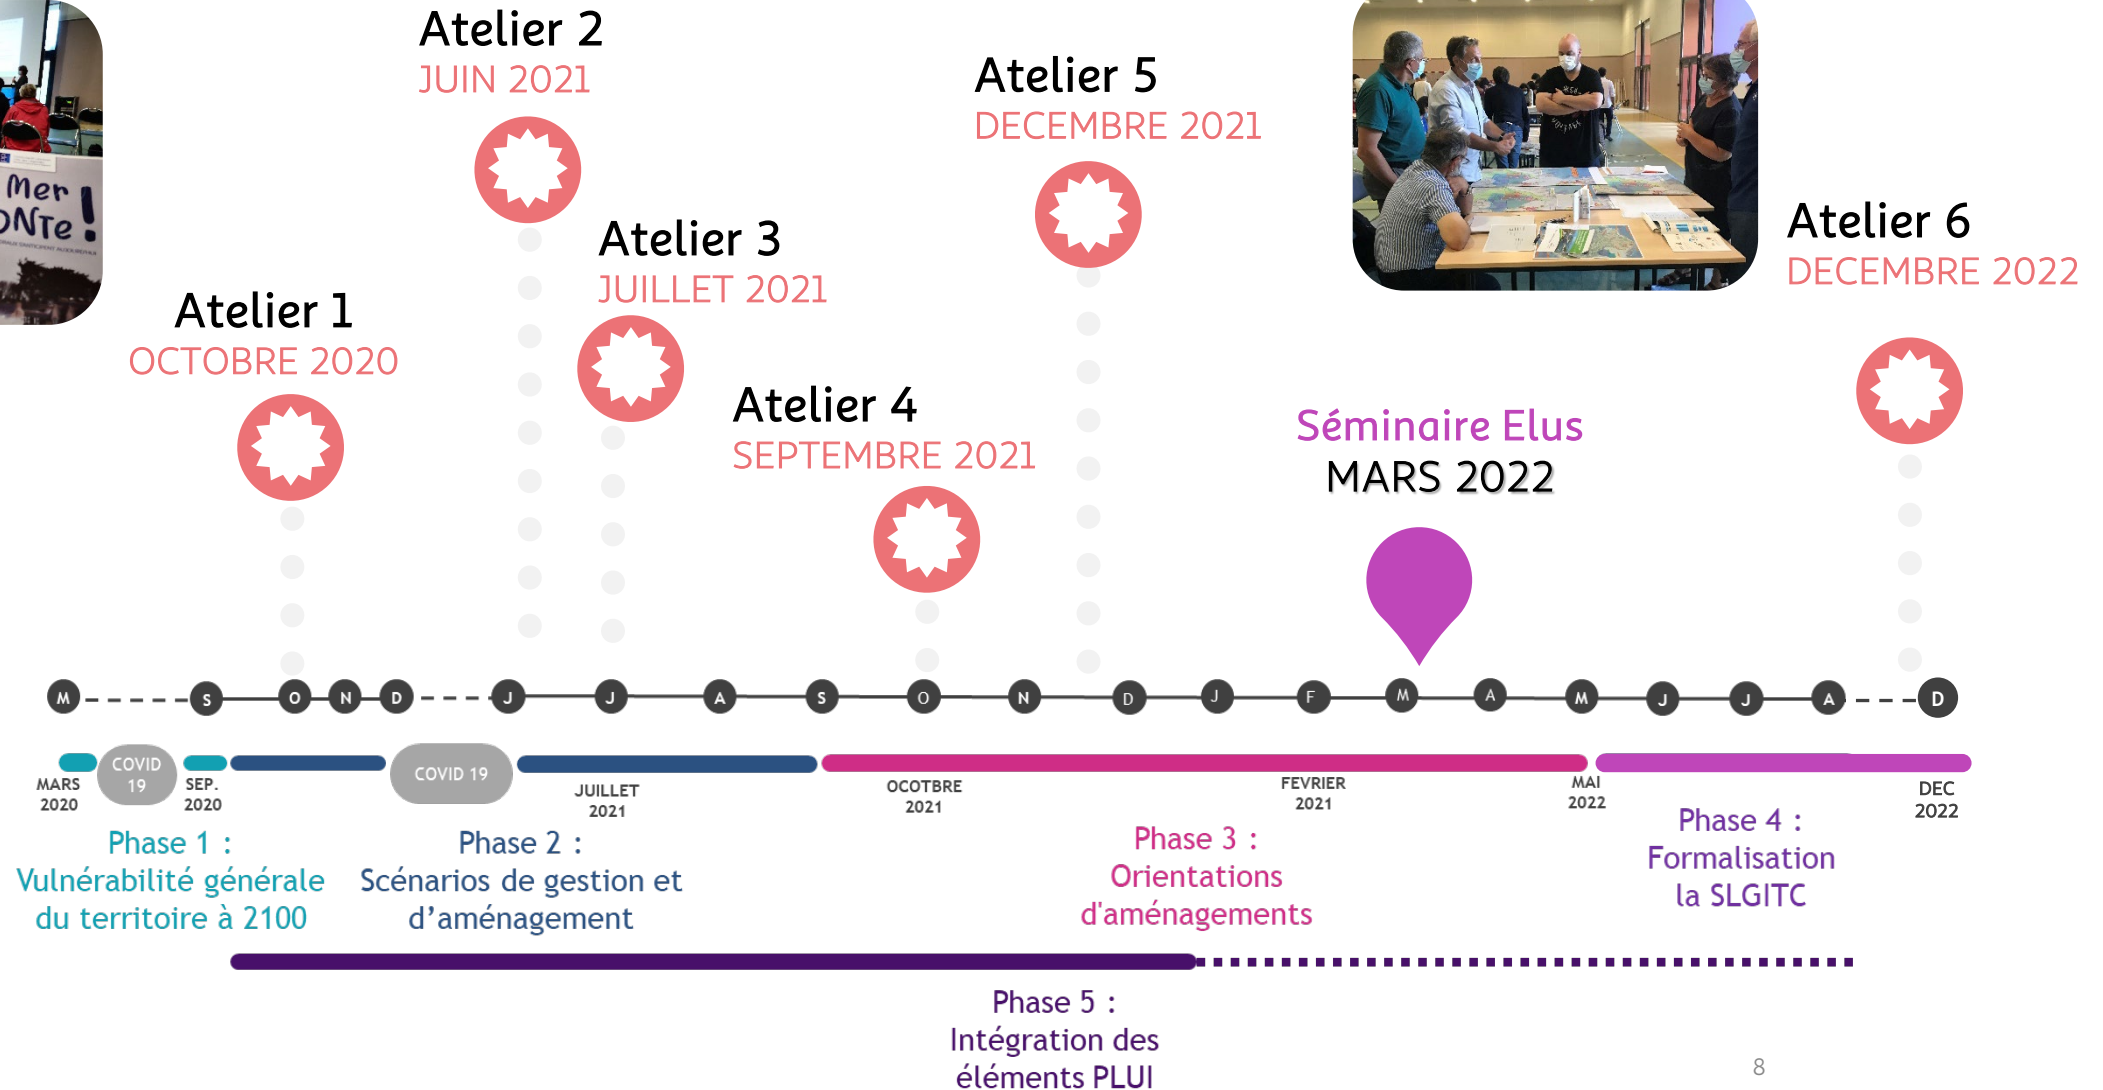 Mer
ONTe!
Atelier 1
OCTOBRE 2020
Atelier 2
JUIN 2021
Atelier 3
JUILLET 2021
Atelier 4
SEPTEMBRE 2021
Atelier 5
DECEMBRE 2021
Séminaire Elus
MARS 2022
Atelier 6
DECEMBRE 2022
M S O N D J J A S O N D J F M A M J J A D
COVID
19
COVID 19
MARS
2020
SEP.
2020
JUILLET
2021
OCOTBRE
2021
FEVRIER
2021
MAI
2022
DEC
2022
Phase 1 :
Vulnérabilité générale
du territoire à 2100
Phase 2 :
Scénarios de gestion et
d’aménagement
Phase 3 :
Orientations
d'aménagements
Phase 4 :
Formalisation
la SLGITC
Phase 5 :
Intégration des
éléments PLUI
8